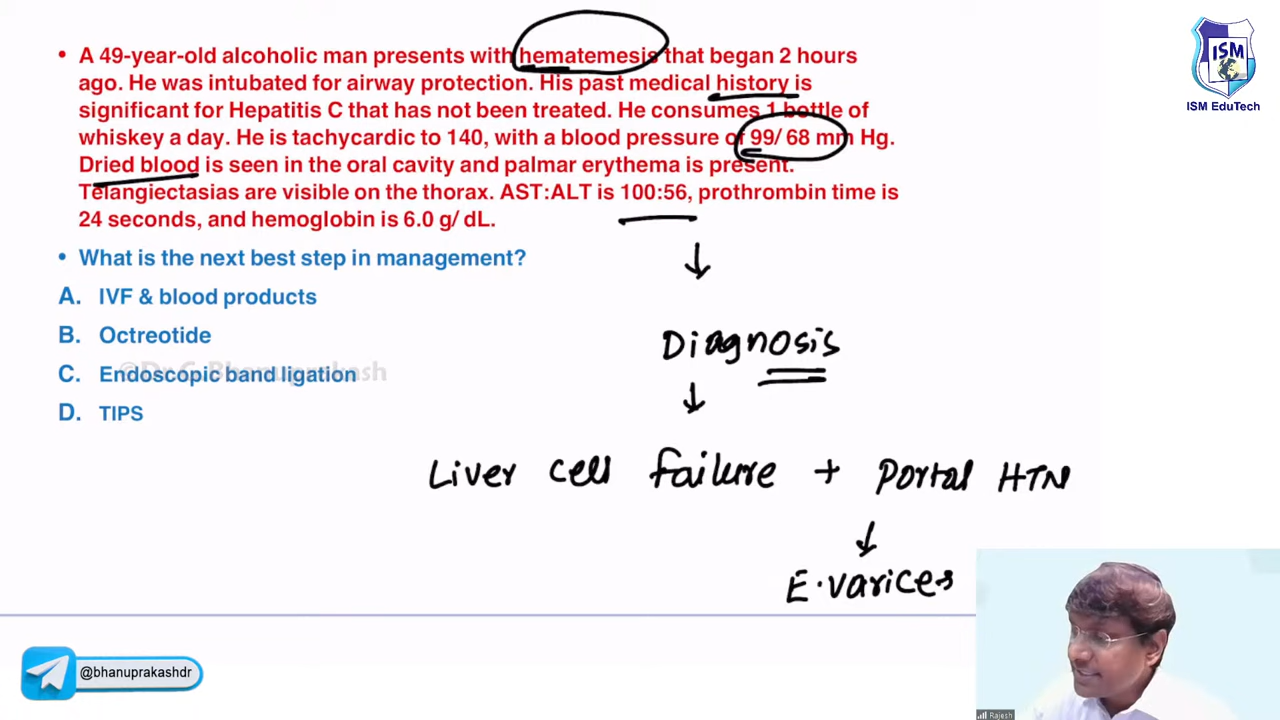 • A 49-year-old alcoholic man presents with hematemesis that began 2 hours
ago. He was intubated for airway protection. His past medical history is
significant for Hepatitis C that has not been treated. He consumes 1 bottle of
whiskey a day. He is tachycardic to 140, with a blood pressure of 99/ 68 mm Hg.
Dried blood is seen in the oral cavity and palmar erythema is present.
Telangiectasias are visible on the thorax. AST:ALT is 100:56, prothrombin time is
24 seconds, and hemoglobin is 6.0 g/ dL.
• What is the next best step in management?
A. IVF & blood products
B. Octreotide
C. Endoscopic band ligation
D. TIPS
©Dr.G.Bhanuprakash
Diagnosis
Liver cell failure + Portal HTN
E.varices
ISM
ISM EduTech
@bhanuprakashdr
Rajesh